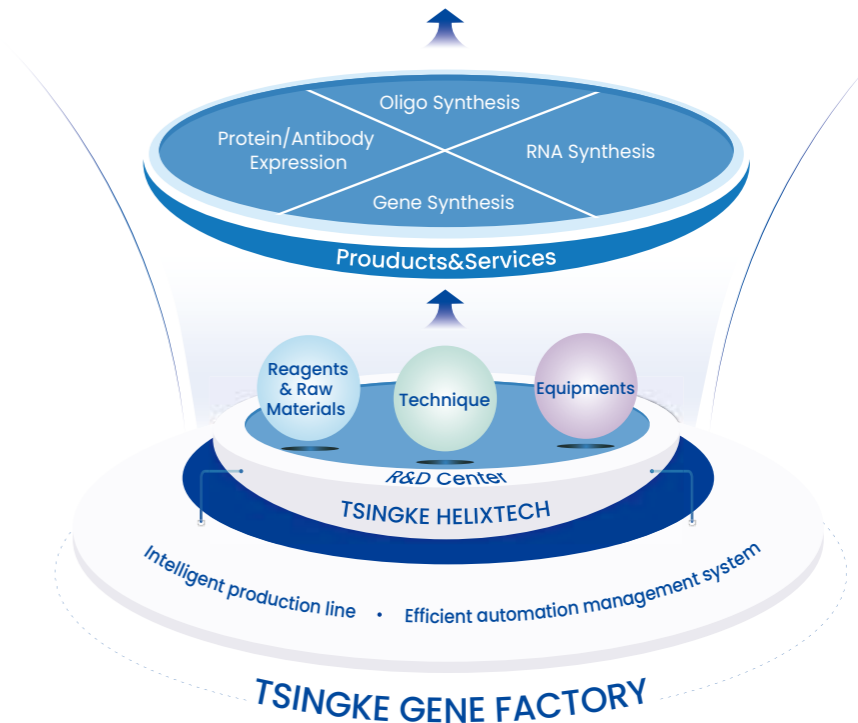 Oligo Synthesis
Protein/Antibody
Expression
RNA Synthesis
Gene Synthesis
Prouducts&Services
Reagents
& Raw
Materials
Technique
Equipments
R&D Center
TSINGKE HELIXTECH
Intelligent production line • Efficient automation management system
TSINGKE GENE FACTORY